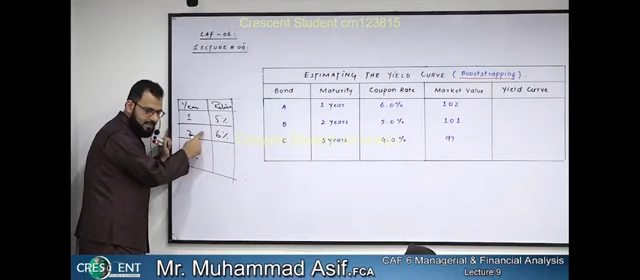 Crescent Student crn123815
CAF - 06:
LECTURE # 06:
ESTIMATING THE YIELD CURVE (Bootstrapping)
Bond Maturity Coupon Rate Market Value Yield Curve
A 1 year 6.0% 102
B 2 years 5.0% 101
C 3 years 4.0% 97
Year
1 5%
2 6%
CRESCENT
Mr. Muhammad Asif.FCA
CAF 6 Managerial & Financial Analysis
Lecture 9